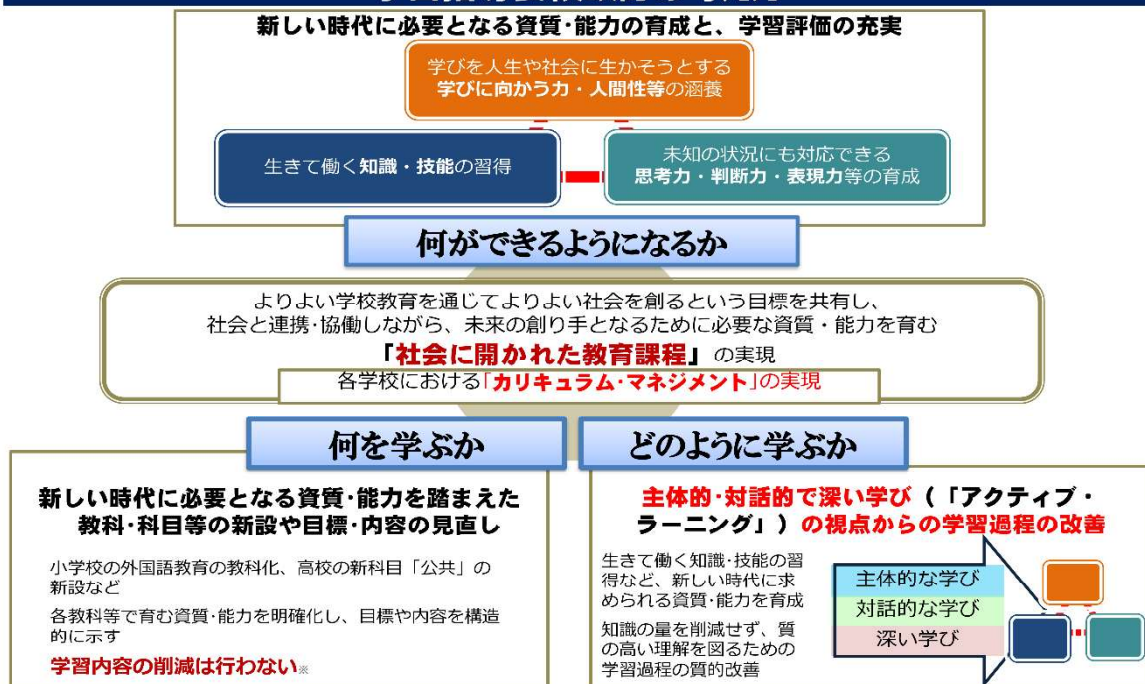 新しい時代に必要となる資質･能力の育成と、学習評価の充実
学びを人生や社会に生かそうとする
学びに向かう力・人間性等の涵養
生きて働く知識・技能の習得
未知の状況にも対応できる
思考力・判断力・表現力等の育成
何ができるようになるか
よりよい学校教育を通じてよりよい社会を創るという目標を共有し、
社会と連携･協働しながら、未来の創り手となるために必要な資質・能力を育む
「社会に開かれた教育課程」の実現
各学校における「カリキュラム･マネジメント」の実現
何を学ぶか
新しい時代に必要となる資質･能力を踏まえた
教科･科目等の新設や目標･内容の見直し
小学校の外国語教育の教科化、高校の新科目「公共」の
新設など
各教科等で育む資質･能力を明確化し、目標や内容を構造
的に示す
学習内容の削減は行わない※
どのように学ぶか
主体的･対話的で深い学び（「アクティブ・
ラーニング」）の視点からの学習過程の改善
生きて働く知識･技能の習
得など、新しい時代に求
められる資質･能力を育成
知識の量を削減せず、質
の高い理解を図るための
学習過程の質的改善
主体的な学び
対話的な学び
深い学び